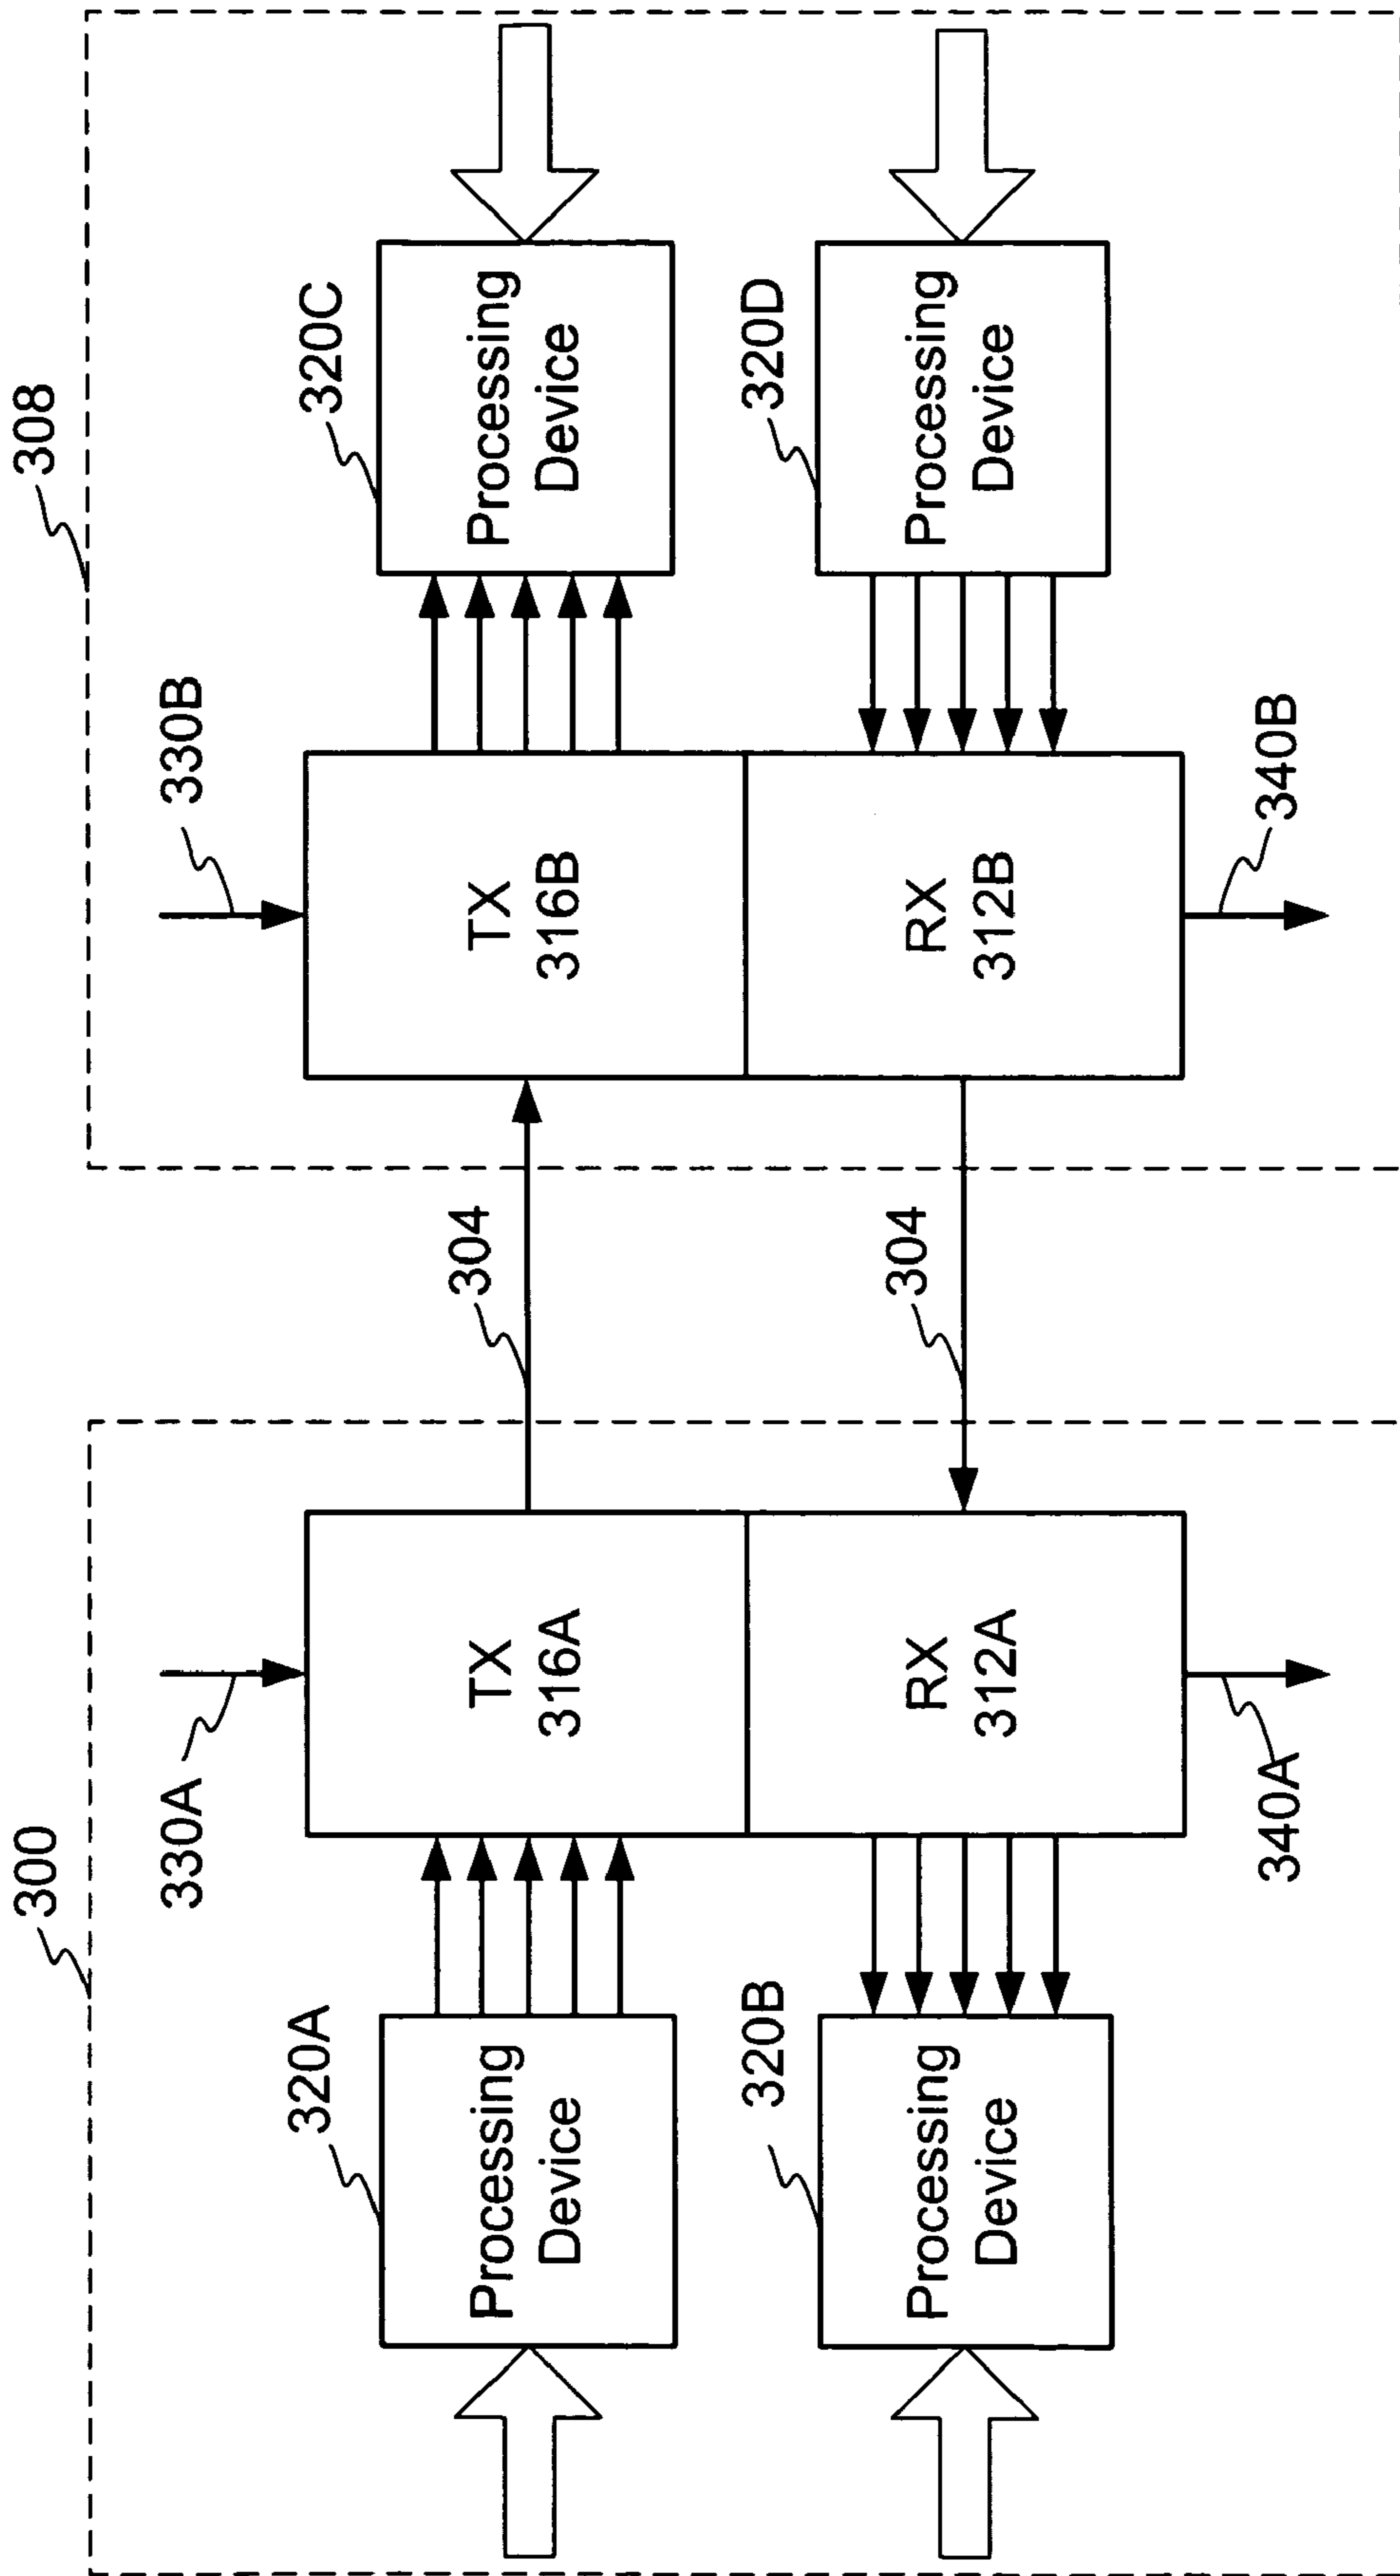 300
308
330A
330B
320A
320C
Processing
Device
TX
316A
304
TX
316B
Processing
Device
320B
320D
Processing
Device
RX
312A
304
RX
312B
Processing
Device
340A
340B